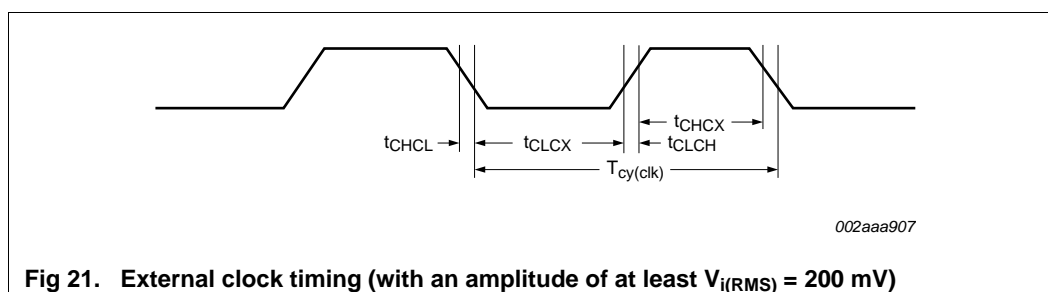 tCHCX
tCHCL tCLCX tCLCH
Tcy(clk)
002aaa907
Fig 21. External clock timing (with an amplitude of at least Vi(RMS) = 200 mV)